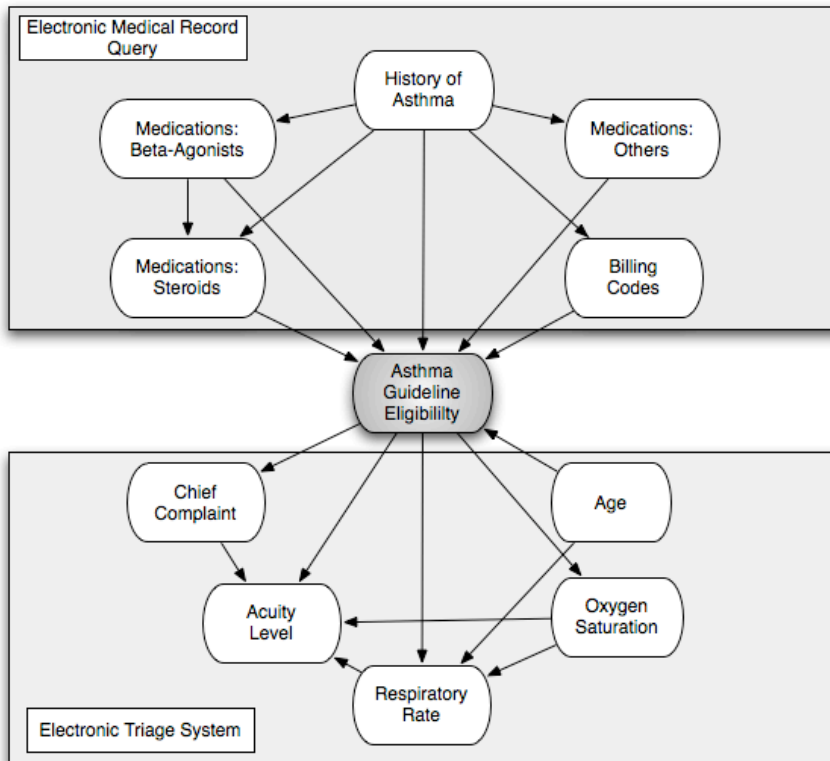 Electronic Medical Record
Query
History of
Asthma
Medications:
Beta-Agonists
Medications:
Others
Medications:
Steroids
Billing
Codes
Asthma
Guideline
Eligibililty
Chief
Complaint
Age
Acuity
Level
Oxygen
Saturation
Respiratory
Rate
Electronic Triage System